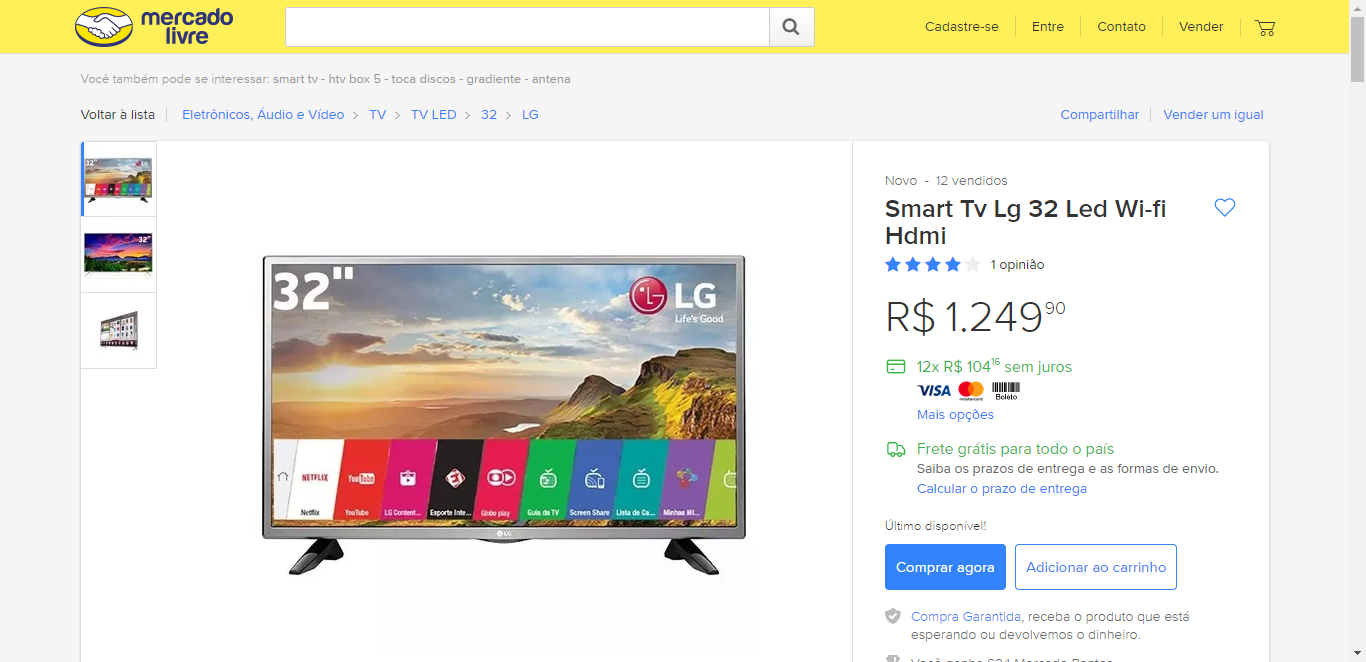 mercado
livre
Cadastre-se
Entre
Contato
Vender
Você também pode se interessar: smart tv - htv box 5 - toca discos - gradiente - antena
Voltar à lista
Eletrônicos, Áudio e Vídeo > TV > TV LED > 32 > LG
Compartilhar
Vender um igual
32"
32"
32"
LG
Life's Good
NETFLIX
YouTube
Netflix
YouTube
LG Content...
Esporte Inte...
Globo play
Guia da TV
Screen Share
Lista de Ca...
Minhas Mi...
LG
Novo - 12 vendidos
Smart Tv Lg 32 Led Wi-fi
Hdmi
1 opinião
R$ 1.249 90
12x R$ 104 16 sem juros
VISA
mastercard
Boleto
Mais opções
Frete grátis para todo o país
Saiba os prazos de entrega e as formas de envio.
Calcular o prazo de entrega
Último disponível!
Comprar agora
Adicionar ao carrinho
Compra Garantida, receba o produto que está
esperando ou devolvemos o dinheiro.